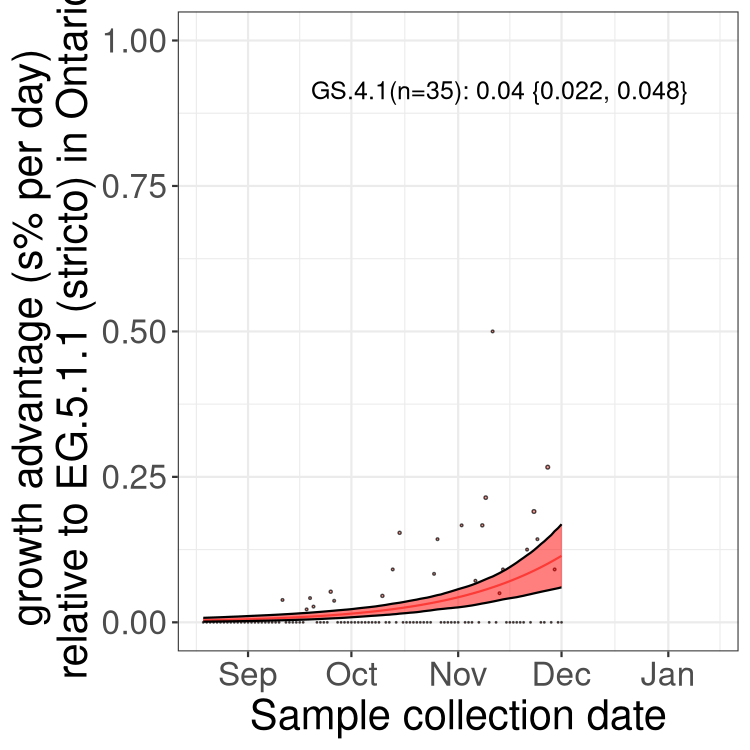 growth advantage (s% per day)
relative to EG.5.1.1 (stricto) in Ontario
1.00
0.75
0.50
0.25
0.00
GS.4.1(n=35): 0.04 {0.022, 0.048}
Sep Oct Nov Dec Jan
Sample collection date